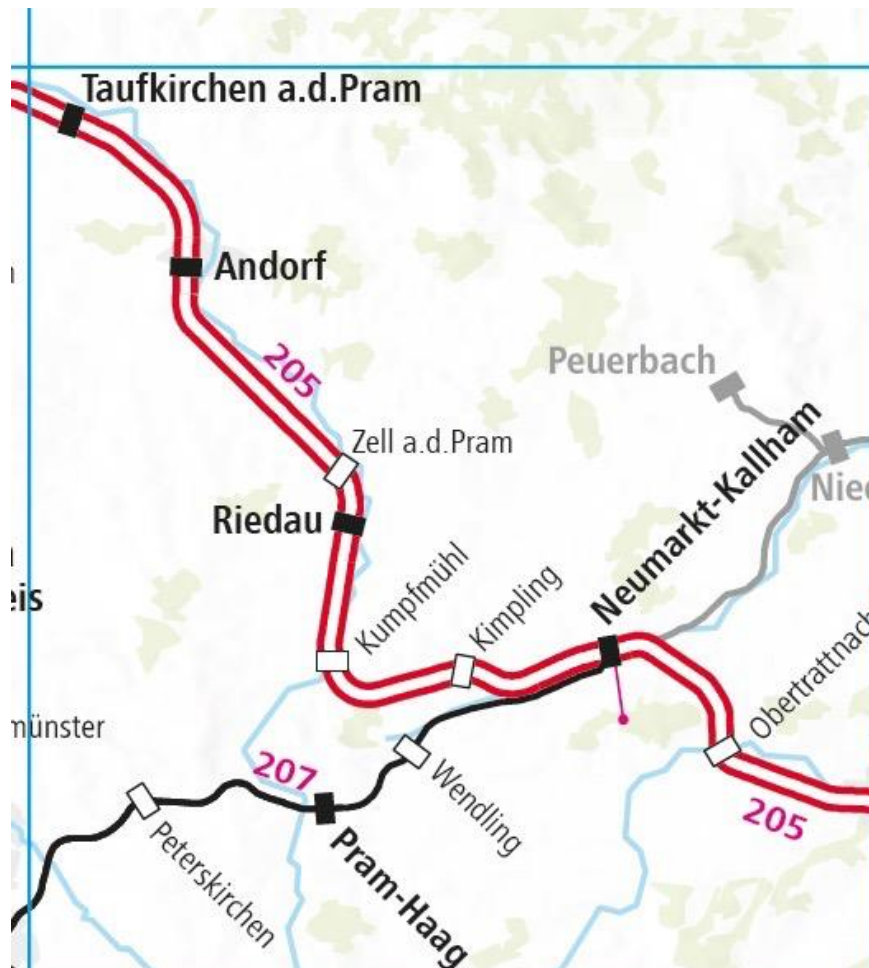 Taufkirchen a.d.Pram
Andorf
205
Peuerbach
Zell a.d.Pram
Neumarkt-Kallham
Riedau
Kumpfmühl
Kimpling
Obertrattnach
207
Wendling
205
Peterskirchen
Pram-Haag